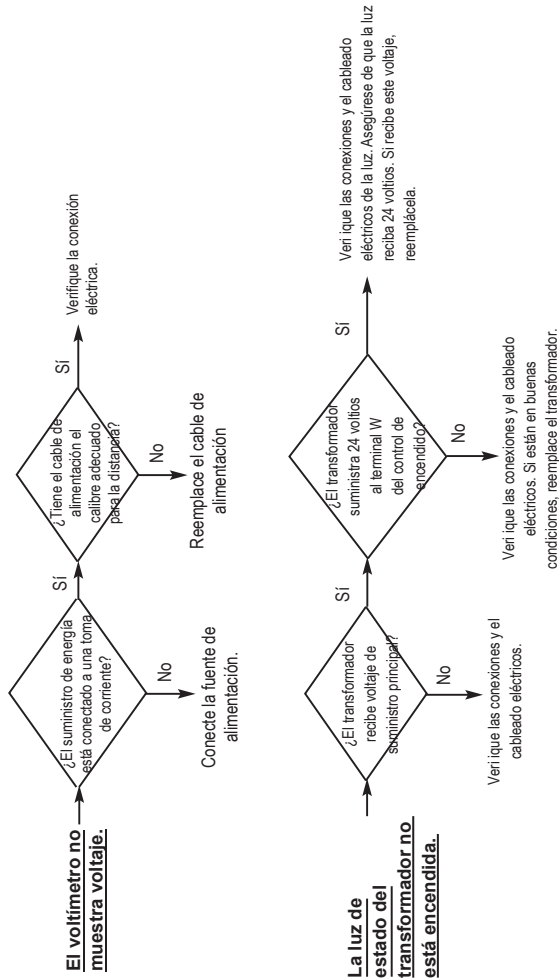 El voltímetro no
muestra voltaje.
¿El suministro de energía
está conectado a una toma
de corriente?
No
Conecte la fuente de
alimentación.
Sí
¿Tiene el cable de
alimentación el
calibre adecuado
para la distancia?
No
Reemplace el cable de
alimentación
Sí
Verifique la conexión
eléctrica.
La luz de
estado del
transformador no
está encendida.
¿El transformador
recibe voltaje de
suministro principal?
No
Veri ique las conexiones y el
cableado eléctricos.
Sí
¿El transformador
suministra 24 voltios
al terminal W
del control de
encendido?
No
Veri ique las conexiones y el cableado
eléctricos. Si están en buenas
condiciones, reemplace el transformador.
Sí
Veri ique las conexiones y el cableado
eléctricos de la luz. Asegúrese de que la luz
reciba 24 voltios. Si recibe este voltaje,
reemplácela.